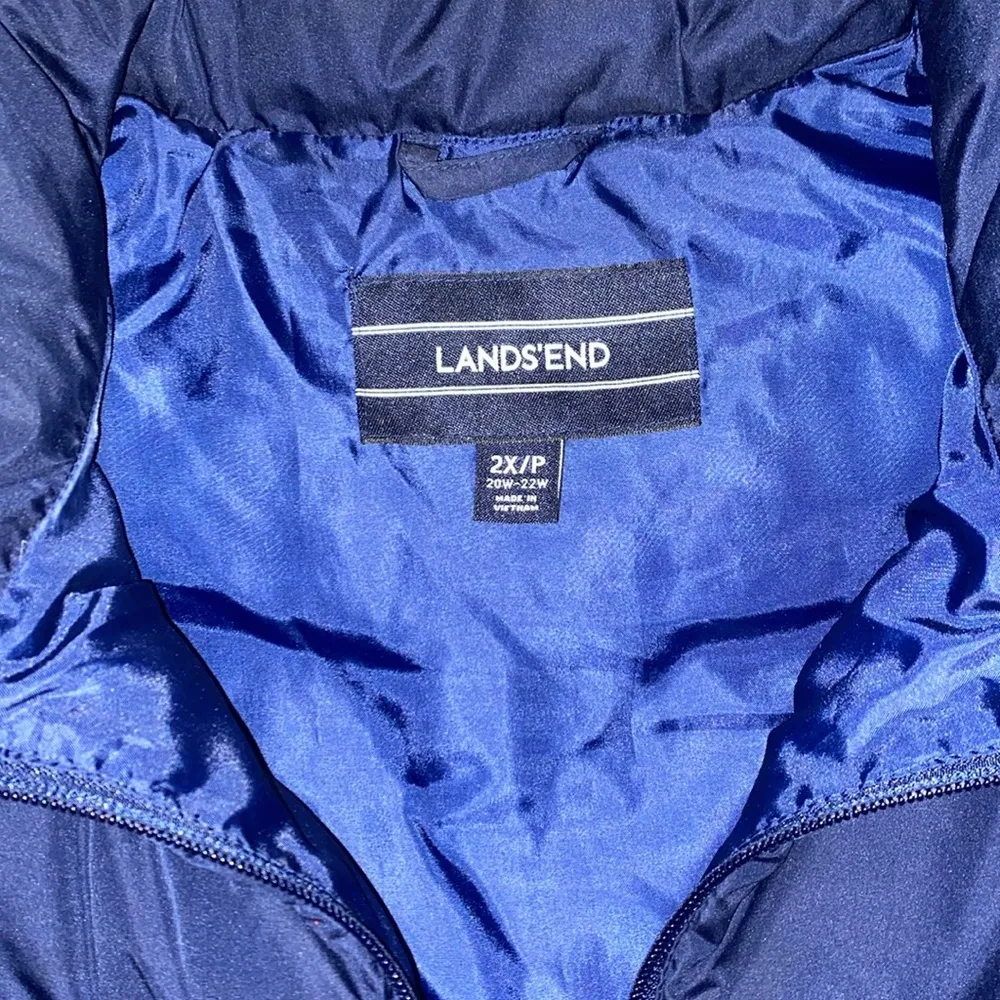 LANDS'END
2X/P
20W-22W
MADE IN
VIETNAM